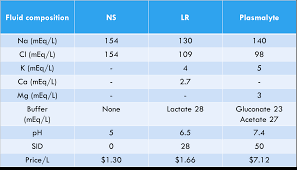 Fluid composition NS LR Plasmolyte
Na (mEq/L) 154 130 140
Cl (mEq/L) 154 109 98
K (mEq/L) - 4 5
Ca (mEq/L) - 2.7 -
Mg (mEq/L) - - 3
Buffer None Lactate 28 Gluconate 23
(mEq/L) Acetate 27
pH 5 6.5 7.4
SID 0 28 50
Price/L $1.30 $1.66 $7.12